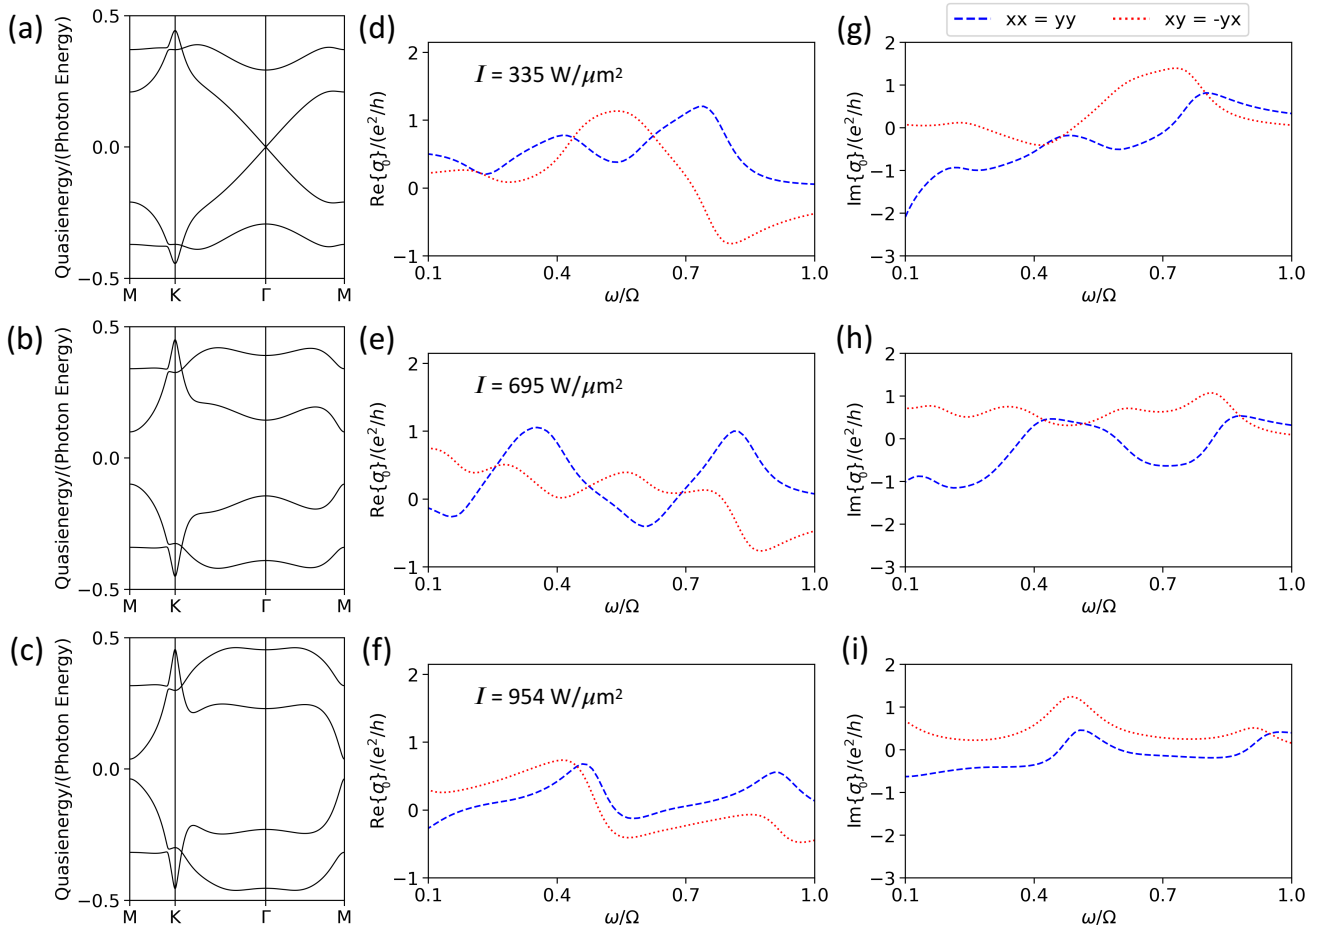 xx = yy
xy = -yx
(a)
Quasienergy/(Photon Energy)
0.5
0.0
−0.5
M K Γ M
(d)
I = 335 W/μm²
Re{σ₀}/(e²/h)
2
1
0
−1
0.1 0.4 0.7 1.0
ω/Ω
(g)
Im{σ₀}/(e²/h)
2
1
0
−1
−2
−3
0.1 0.4 0.7 1.0
ω/Ω
(b)
Quasienergy/(Photon Energy)
0.5
0.0
−0.5
M K Γ M
(e)
I = 695 W/μm²
Re{σ₀}/(e²/h)
2
1
0
−1
0.1 0.4 0.7 1.0
ω/Ω
(h)
Im{σ₀}/(e²/h)
2
1
0
−1
−2
−3
0.1 0.4 0.7 1.0
ω/Ω
(c)
Quasienergy/(Photon Energy)
0.5
0.0
−0.5
M K Γ M
(f)
I = 954 W/μm²
Re{σ₀}/(e²/h)
2
1
0
−1
0.1 0.4 0.7 1.0
ω/Ω
(i)
Im{σ₀}/(e²/h)
2
1
0
−1
−2
−3
0.1 0.4 0.7 1.0
ω/Ω